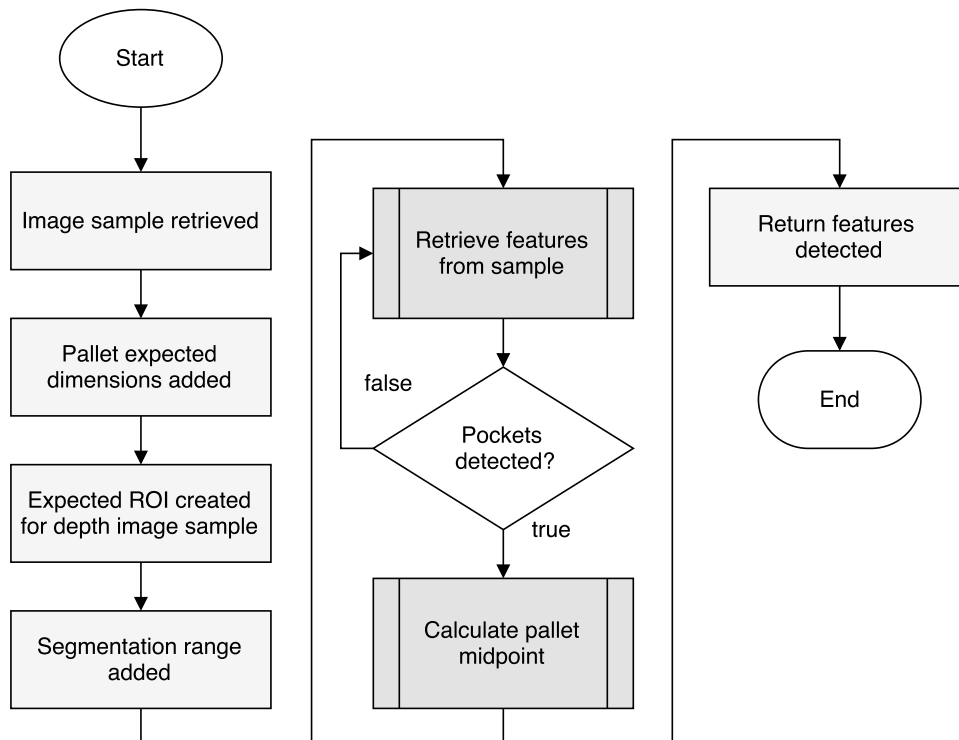 Start
Image sample retrieved
Pallet expected
dimensions added
Expected ROI created
for depth image sample
Segmentation range
added
Retrieve features
from sample
false
Pockets
detected?
true
Calculate pallet
midpoint
Return features
detected
End